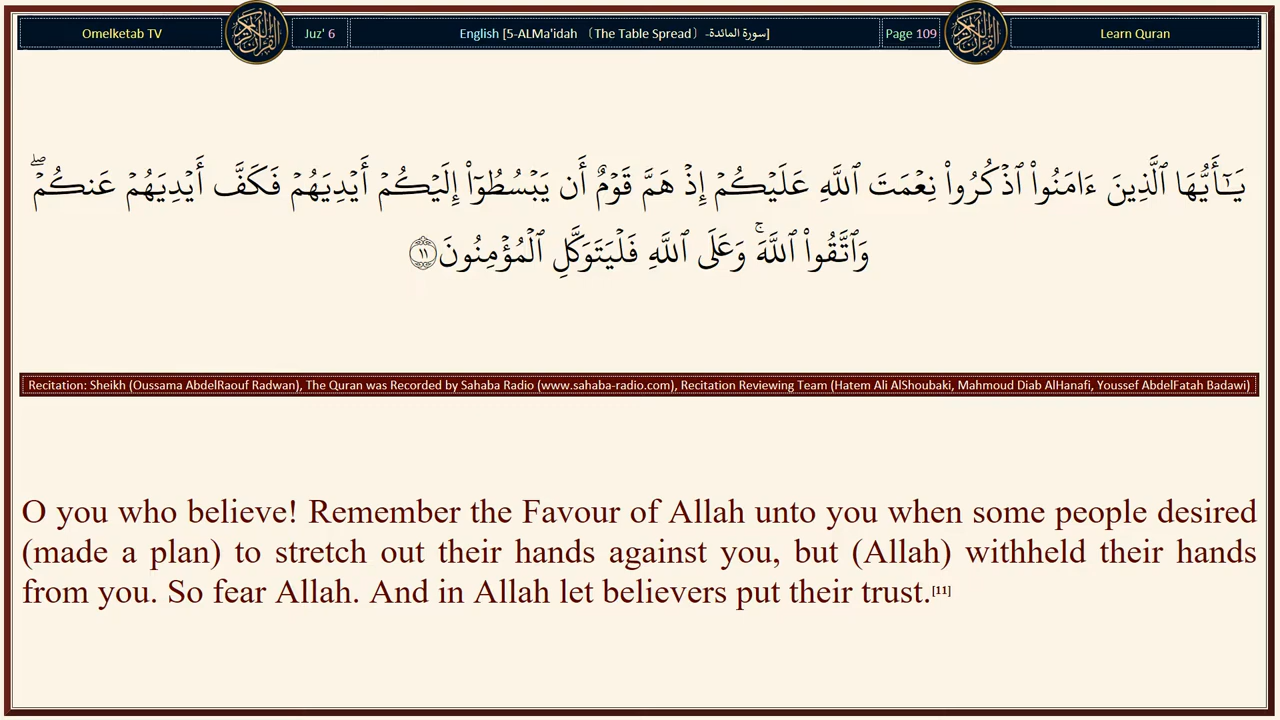 Omelketab TV
Juz' 6
English [5-ALMa'idah (The Table Spread) -سورة المائدة]
Page 109
Learn Quran
يَـٰٓأَيُّهَا ٱلَّذِينَ ءَامَنُوا۟ ٱذْكُرُوا۟ نِعْمَتَ ٱللَّهِ عَلَيْكُمْ إِذْ هَمَّ قَوْمٌ أَن يَبْسُطُوٓا۟ إِلَيْكُمْ أَيْدِيَهُمْ فَكَفَّ أَيْدِيَهُمْ عَنكُمْ ۖ
وَٱتَّقُوا۟ ٱللَّهَ ۚ وَعَلَى ٱللَّهِ فَلْيَتَوَكَّلِ ٱلْمُؤْمِنُونَ ١١
Recitation: Sheikh (Oussama AbdelRaouf Radwan), The Quran was Recorded by Sahaba Radio (www.sahaba-radio.com), Recitation Reviewing Team (Hatem Ali AlShoubaki, Mahmoud Diab AlHanafi, Youssef AbdelFatah Badawi)
O you who believe! Remember the Favour of Allah unto you when some people desired
(made a plan) to stretch out their hands against you, but (Allah) withheld their hands
from you. So fear Allah. And in Allah let believers put their trust.[11]